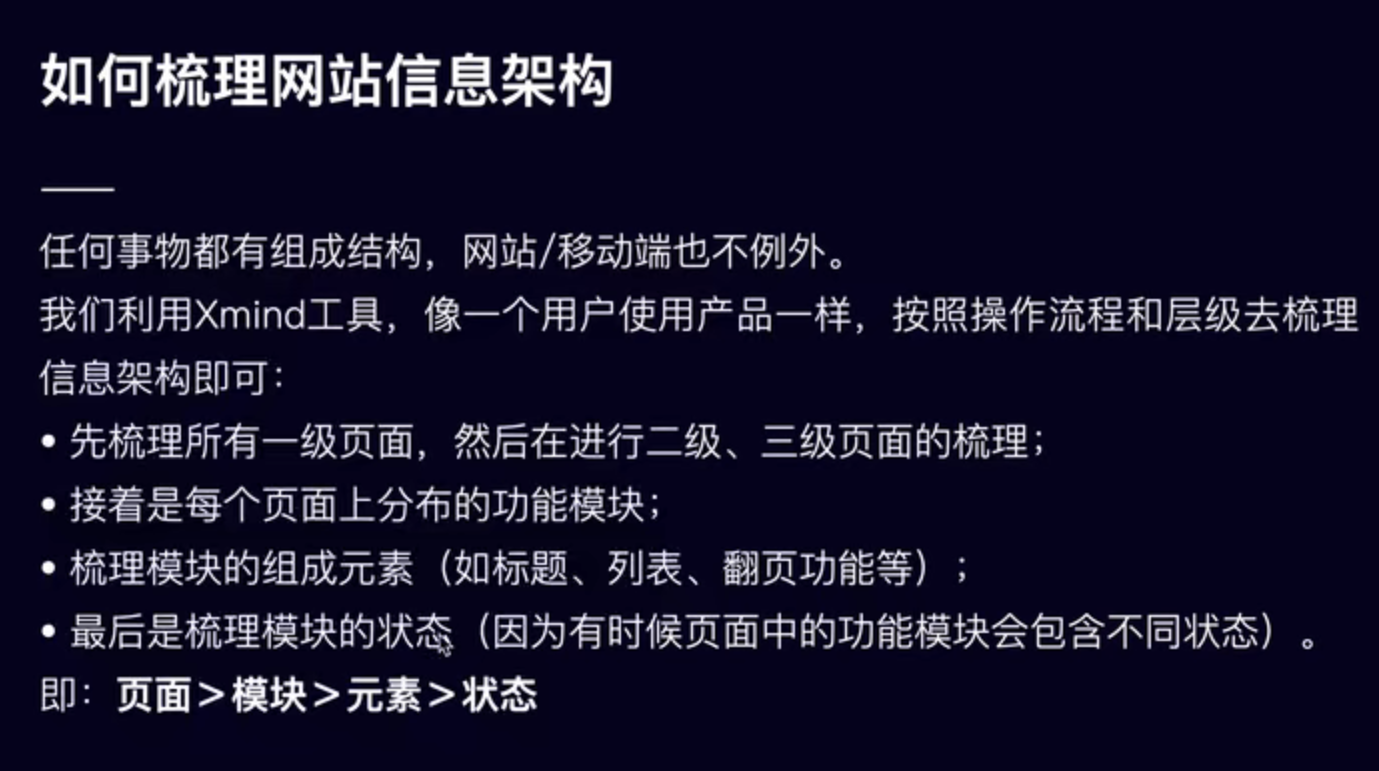 如何梳理网站信息架构
任何事物都有组成结构，网站/移动端也不例外。
我们利用Xmind工具，像一个用户使用产品一样，按照操作流程和层级去梳理
信息架构即可：
• 先梳理所有一级页面，然后在进行二级、三级页面的梳理；
• 接着是每个页面上分布的功能模块；
• 梳理模块的组成元素（如标题、列表、翻页功能等）；
• 最后是梳理模块的状态（因为有时候页面中的功能模块会包含不同状态）。
即：页面>模块>元素>状态